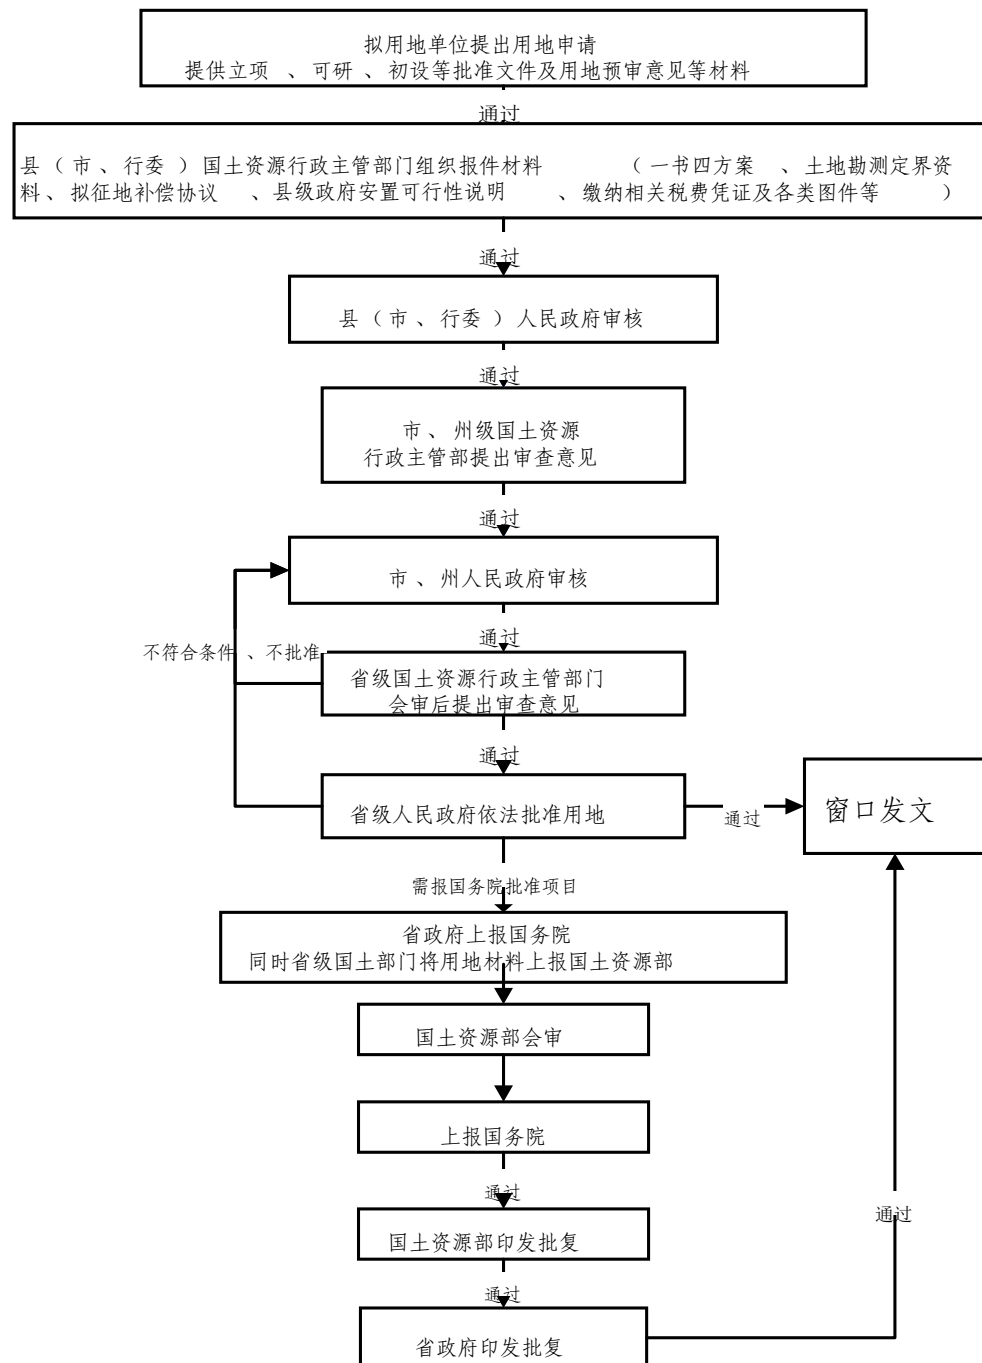 拟用地单位提出用地申请
提供立项 、可研 、初设等批准文件及用地预审意见等材料
通过
县 （ 市 、行委 ）国土资源行政主管部门组织报件材料 （ 一书四方案 、土地勘测定界资
料、拟征地补偿协议 、县级政府安置可行性说明 、缴纳相关税费凭证及各类图件等 ）
通过
县 （ 市 、行委 ）人民政府审核
通过
市 、 州级国土资源
行政主管部提出审查意见
通过
市 、州人民政府审核
通过
不符合条件 、不批准
省级国土资源行政主管部门
会审后提出审查意见
通过
省级人民政府依法批准用地
通过
窗口发文
需报国务院批准项目
省政府上报国务院
同时省级国土部门将用地材料上报国土资源部
国土资源部会审
上报国务院
通过
通过
国土资源部印发批复
通过
省政府印发批复